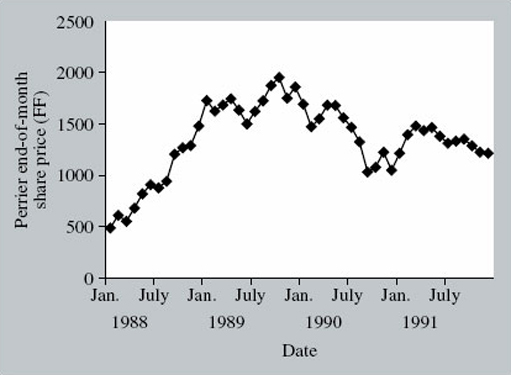 Perrier end-of-month
share price (FF)
2500
2000
1500
1000
500
0
Jan. July Jan. July Jan. July Jan. July
1988 1989 1990 1991
Date